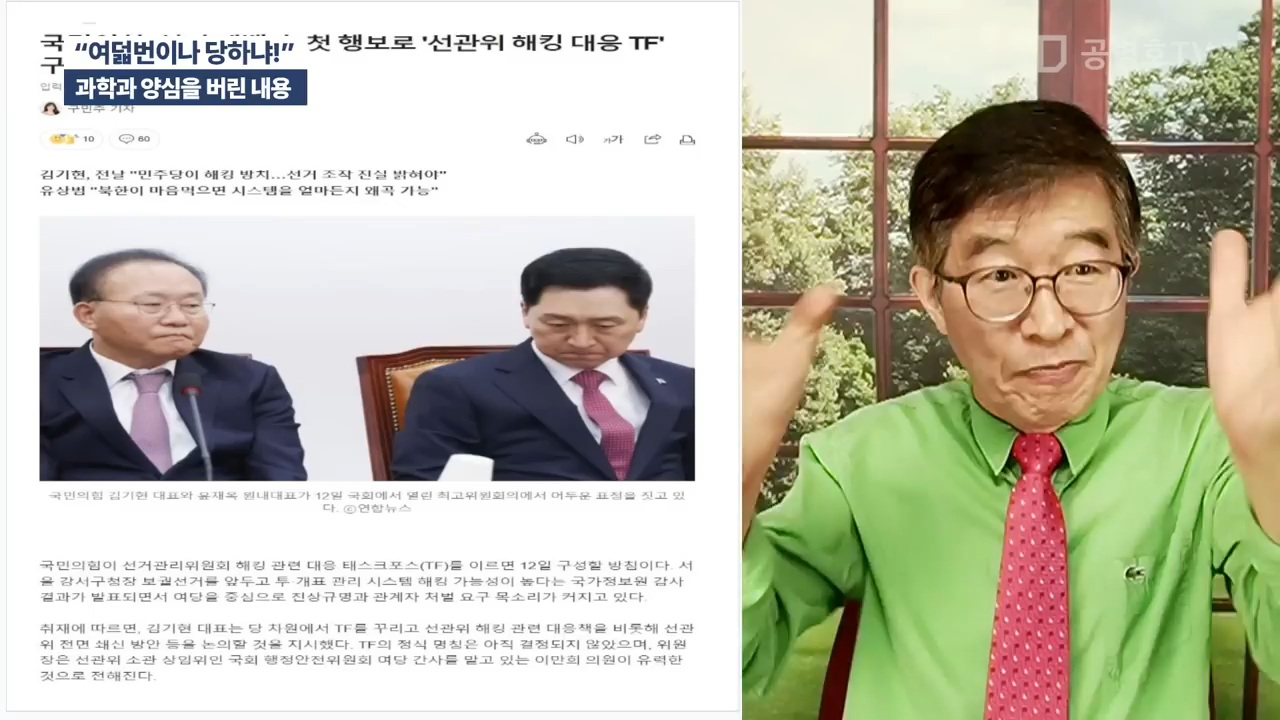 “여덟번이나 당하냐!”
과학과 양심을 버린 내용
첫 행보로 '선관위 해킹 대응 TF'
구
입력
구민주 기자
10
60
가가
김기현, 전날 "민주당이 해킹 방치…선거 조작 진실 밝혀야"
유상범 "북한이 마음먹으면 시스템을 얼마든지 왜곡 가능"
국민의힘 김기현 대표와 윤재옥 원내대표가 12일 국회에서 열린 최고위원회의에서 어두운 표정을 짓고 있
다. ⓒ연합뉴스
국민의힘이 선거관리위원회 해킹 관련 대응 태스크포스(TF)를 이르면 12일 구성할 방침이다. 서
울 강서구청장 보궐선거를 앞두고 투·개표 관리 시스템 해킹 가능성이 높다는 국가정보원 감사
결과가 발표되면서 여당을 중심으로 진상규명과 관계자 처벌 요구 목소리가 커지고 있다.
취재에 따르면, 김기현 대표는 당 차원에서 TF를 꾸리고 선관위 해킹 관련 대응책을 비롯해 선관
위 전면 쇄신 방안 등을 논의할 것을 지시했다. TF의 정식 명칭은 아직 결정되지 않았으며, 위원
장은 선관위 소관 상임위인 국회 행정안전위원회 여당 간사를 맡고 있는 이만희 의원이 유력한
것으로 전해진다.
공병호TV